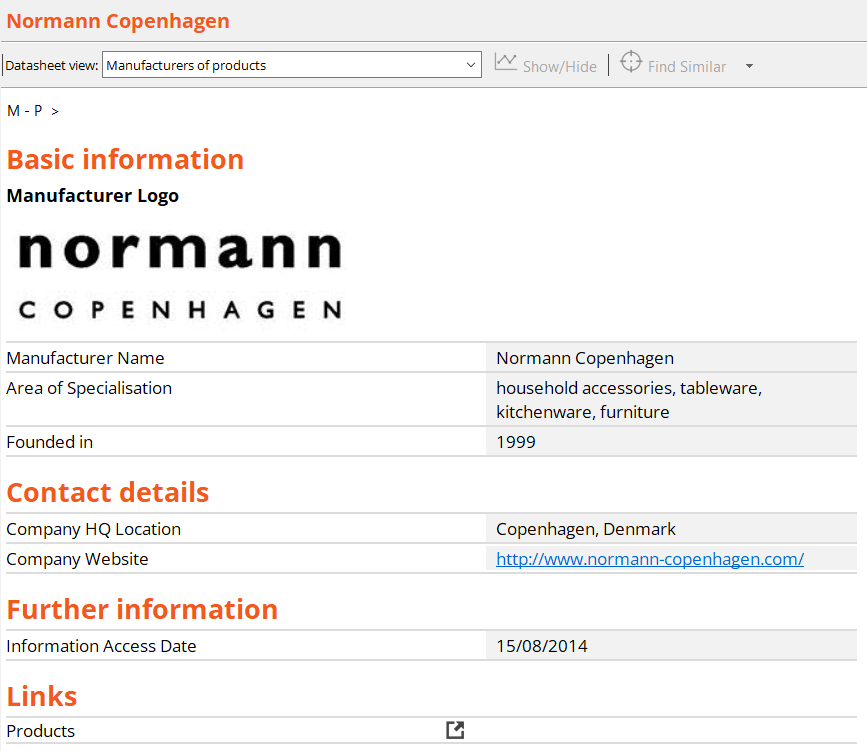 Normann Copenhagen
Datasheet view: Manufacturers of products Show/Hide Find Similar
M - P >
Basic information
Manufacturer Logo
normann
COPENHAGEN
Manufacturer Name Normann Copenhagen
Area of Specialisation household accessories, tableware,
kitchenware, furniture
Founded in 1999
Contact details
Company HQ Location Copenhagen, Denmark
Company Website http://www.normann-copenhagen.com/
Further information
Information Access Date 15/08/2014
Links
Products